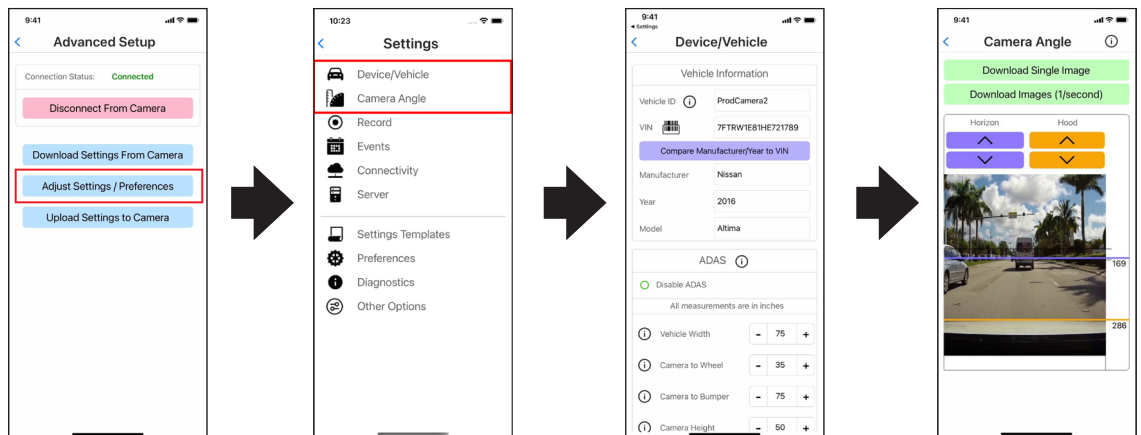 9:41
Advanced Setup
Connection Status: Connected
Disconnect From Camera
Download Settings From Camera
Adjust Settings / Preferences
Upload Settings to Camera
10:23
Settings
Device/Vehicle
Camera Angle
Record
Events
Connectivity
Server
Settings Templates
Preferences
Diagnostics
Other Options
9:41
Settings
Device/Vehicle
Vehicle Information
Vehicle ID ProdCamera2
VIN 7FTRW1E81HE721789
Compare Manufacturer/Year to VIN
Manufacturer Nissan
Year 2016
Model Altima
ADAS
Disable ADAS
All measurements are in inches
Vehicle Width - 75 +
Camera to Wheel - 35 +
Camera to Bumper - 75 +
Camera Height - 50 +
9:41
Camera Angle
Download Single Image
Download Images (1/second)
Horizon Hood
169
286